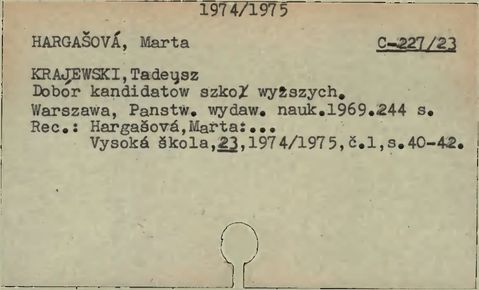 1974/1975
HARGAŠOVÁ, Marta C-227/23
KRAJEWSKI,Tadeusz
Dobór kandidatow szkoł wyższych.
Warszawa, Panstw. wydaw. nauk.1969.244 s.
Rec.: Hargašová,Marta:...
Vysoká škola,23,1974/1975,č.1,s.40-42.